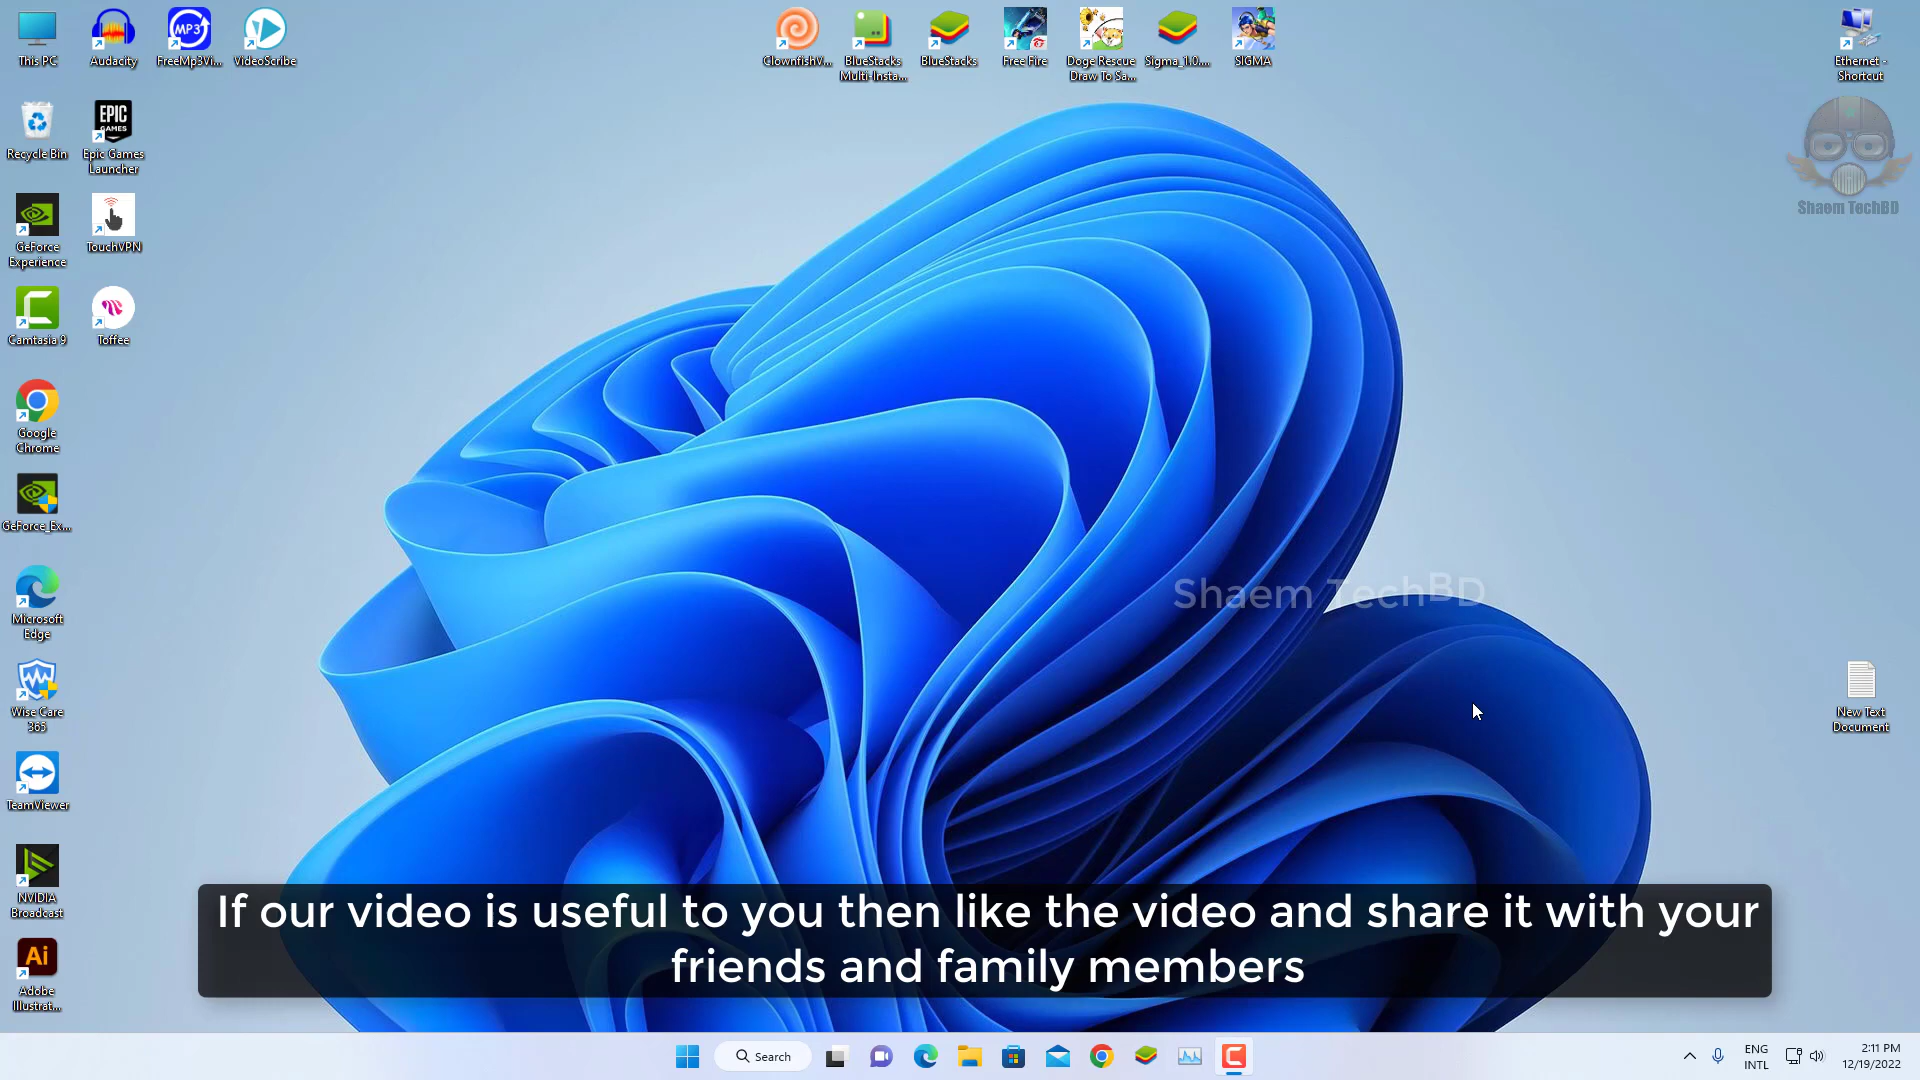 This PC
Audacity
FreeMp3Vi...
VideoScribe
ClownfishV...
BlueStacks
Multi-Insta...
BlueStacks
Free Fire
Doge Rescue
Draw To Sa...
Sigma_1.0....
SIGMA
Ethernet -
Shortcut
MP3
EPIC
GAMES
Recycle Bin
Epic Games
Launcher
Shaem TechBD
GeForce
Experience
TouchVPN
Camtasia 9
Toffee
Google
Chrome
GeForce_Ex...
Microsoft
Edge
Shaem TechBD
Wise Care
365
New Text
Document
TeamViewer
NVIDIA
Broadcast
Ai
Adobe
Illustrat...
If our video is useful to you then like the video and share it with your
friends and family members
Search
ENG
INTL
2:11 PM
12/19/2022